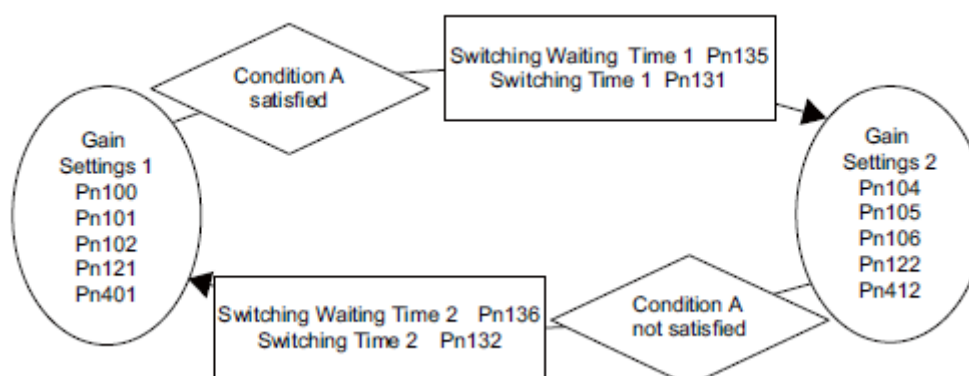 Condition A
satisfied
Switching Waiting Time 1 Pn135
Switching Time 1 Pn131
Gain
Settings 1
Pn100
Pn101
Pn102
Pn121
Pn401
Gain
Settings 2
Pn104
Pn105
Pn106
Pn122
Pn412
Switching Waiting Time 2 Pn136
Switching Time 2 Pn132
Condition A
not satisfied